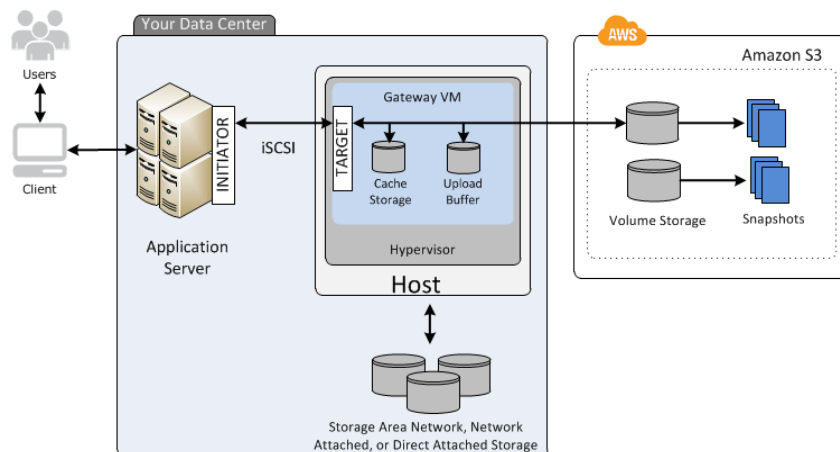 Your Data Center
AWS
Amazon S3
Users
Client
Application
Server
INITIATOR
iSCSI
TARGET
Gateway VM
Cache
Storage
Upload
Buffer
Hypervisor
Host
Volume Storage
Snapshots
Storage Area Network, Network
Attached, or Direct Attached Storage